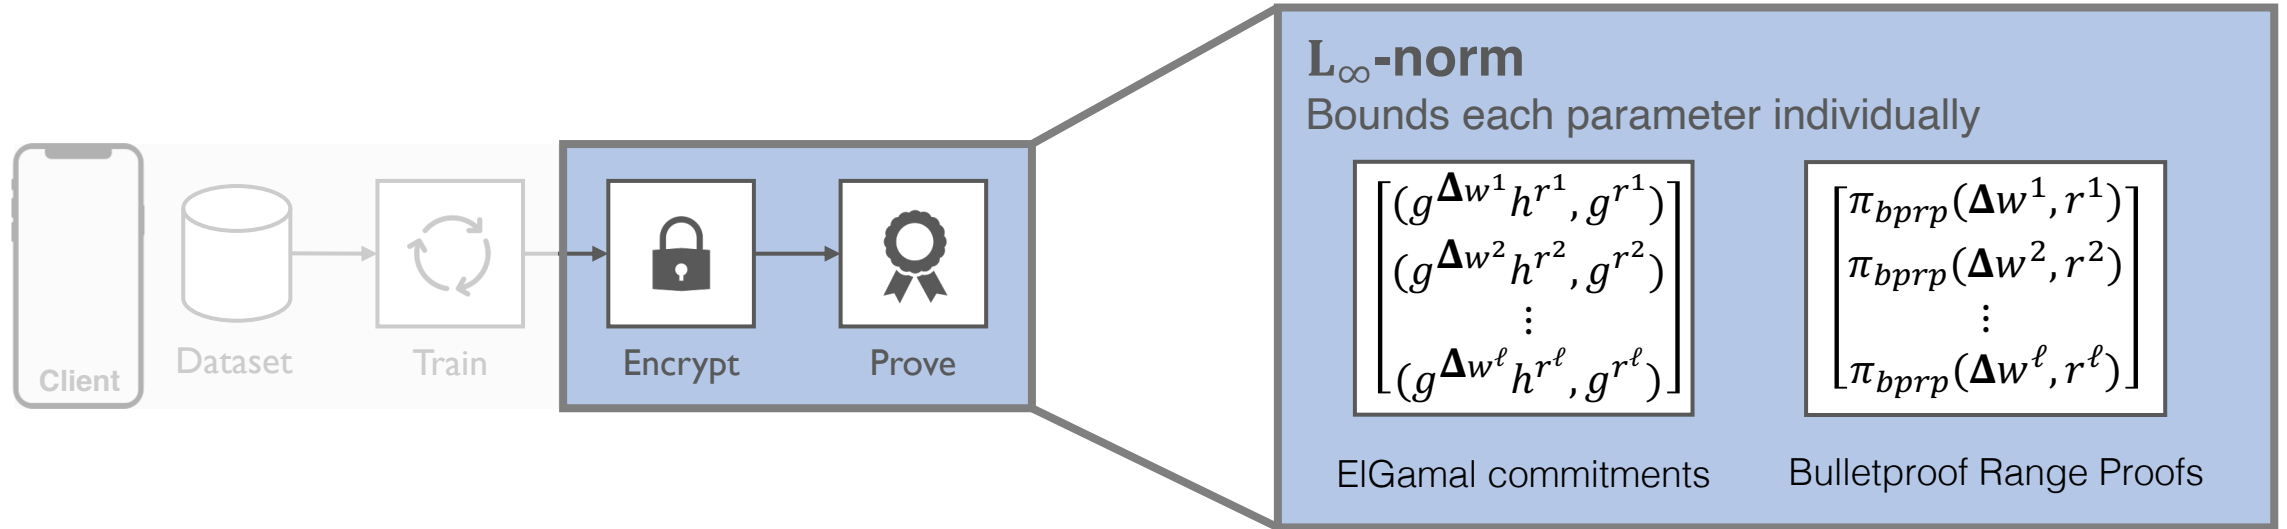 Client
Dataset
Train
Encrypt
Prove
L∞-norm
Bounds each parameter individually
(g^{Δw^1} h^{r^1}, g^{r^1})
(g^{Δw^2} h^{r^2}, g^{r^2})
⋮
(g^{Δw^ℓ} h^{r^ℓ}, g^{r^ℓ})
ElGamal commitments
π_{bprp}(Δw^1, r^1)
π_{bprp}(Δw^2, r^2)
⋮
π_{bprp}(Δw^ℓ, r^ℓ)
Bulletproof Range Proofs